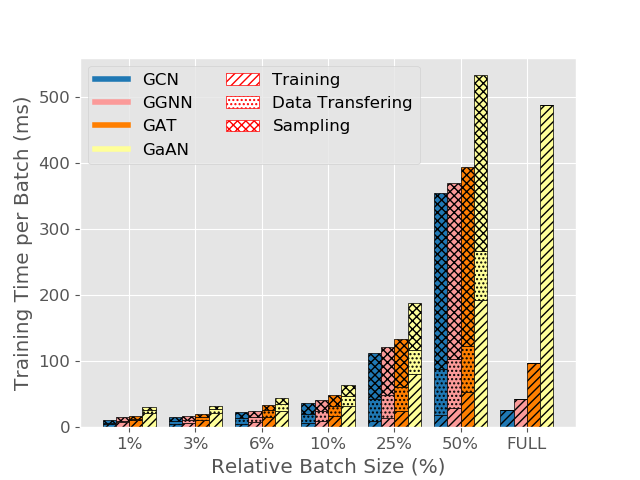 GCN
GGNN
GAT
GaAN
Training
Data Transfering
Sampling
Training Time per Batch (ms)
500
400
300
200
100
0
1% 3% 6% 10% 25% 50% FULL
Relative Batch Size (%)